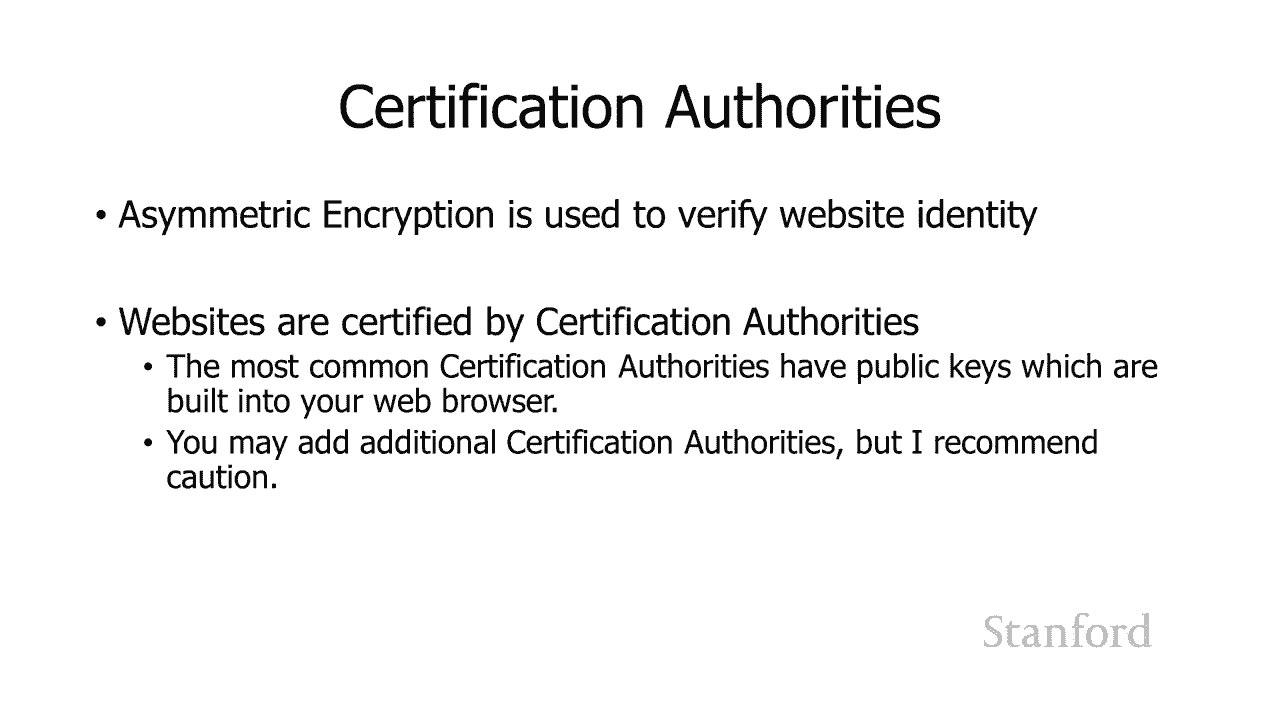 Certification Authorities
• Asymmetric Encryption is used to verify website identity
• Websites are certified by Certification Authorities
• The most common Certification Authorities have public keys which are
built into your web browser.
• You may add additional Certification Authorities, but I recommend
caution.
Stanford